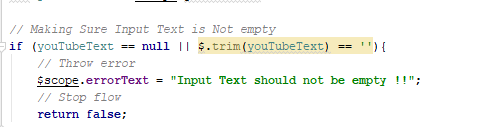 // Making Sure Input Text is Not empty
if (youTubeText == null || $.trim(youTubeText) == ''){
// Throw error
$scope.errorText = "Input Text should not be empty !!";
// Stop flow
return false;